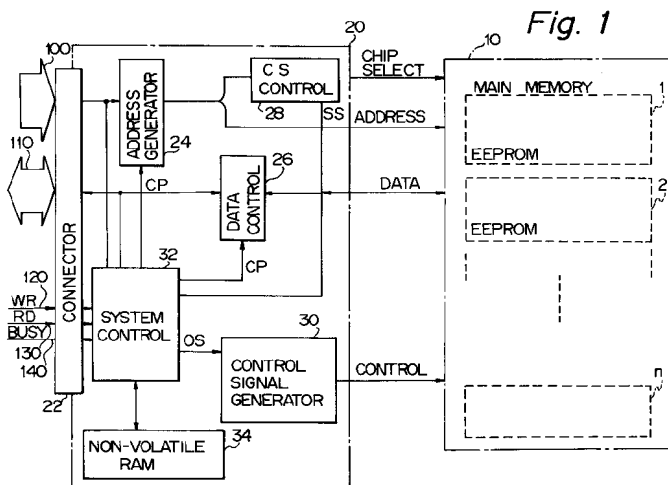 Fig. 1
100
20
10
CHIP
SELECT
C S
CONTROL
28
SS
ADDRESS
MAIN MEMORY
1
EEPROM
ADDRESS
GENERATOR
24
110
CP
26
DATA
CONTROL
DATA
2
EEPROM
CONNECTOR
32
CP
120
WR
RD
BUSY
130
140
SYSTEM
CONTROL
OS
30
CONTROL
SIGNAL
GENERATOR
CONTROL
n
22
34
NON-VOLATILE
RAM